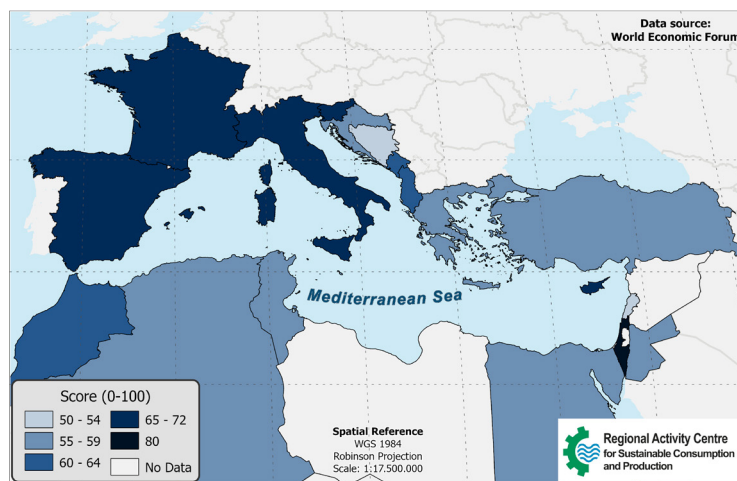 Data source:
World Economic Forum
Mediterranean Sea
Score (0-100)
50 - 54
55 - 59
60 - 64
65 - 72
80
No Data
Spatial Reference
WGS 1984
Robinson Projection
Scale: 1:17.500.000
Regional Activity Centre
for Sustainable Consumption
and Production